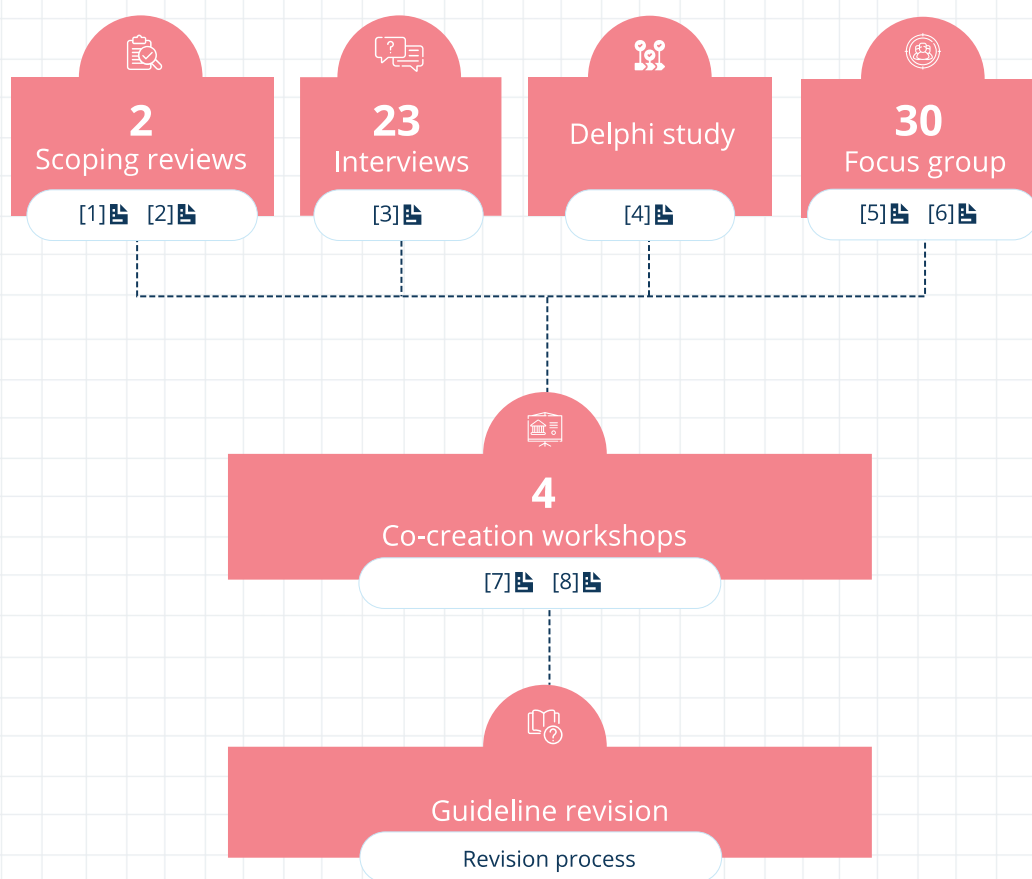 2
Scoping reviews
[1] [2]
23
Interviews
[3]
Delphi study
[4]
30
Focus group
[5] [6]
4
Co-creation workshops
[7] [8]
Guideline revision
Revision process